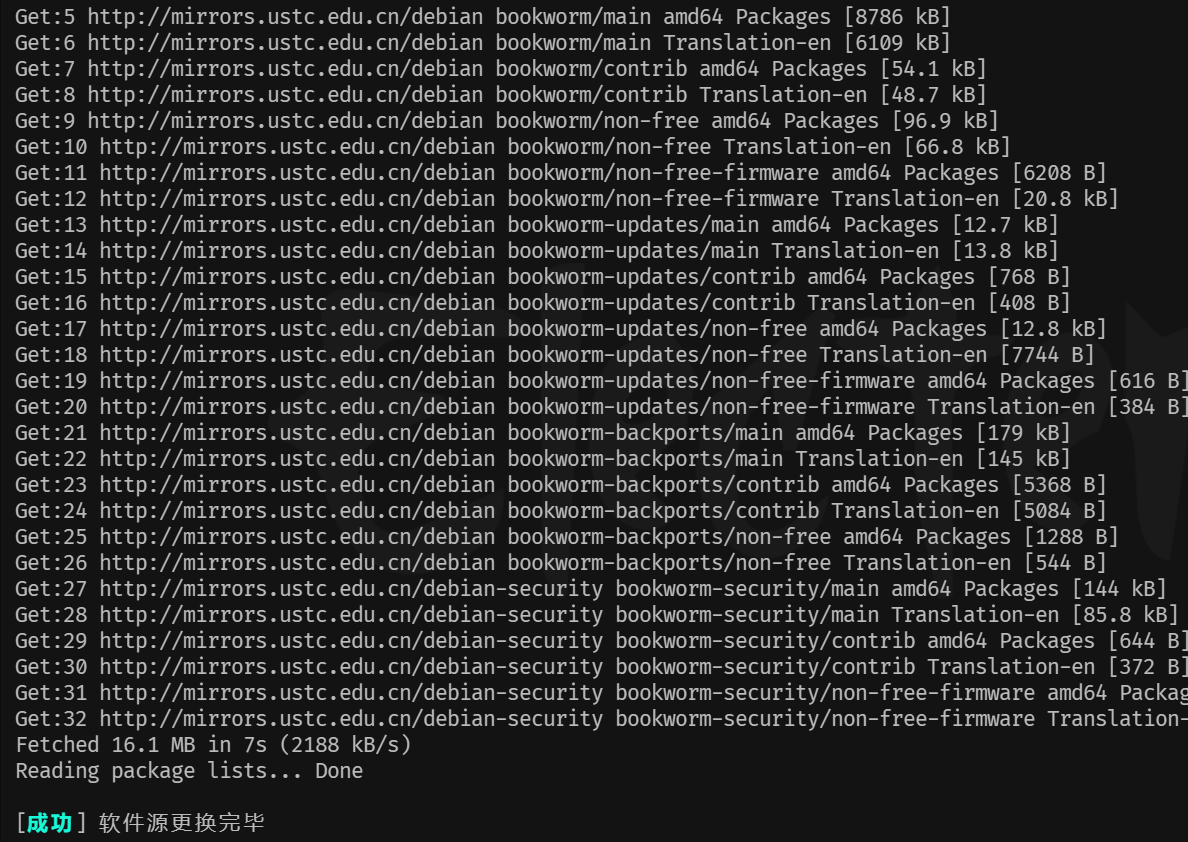 Get:5 http://mirrors.ustc.edu.cn/debian bookworm/main amd64 Packages [8786 kB]
Get:6 http://mirrors.ustc.edu.cn/debian bookworm/main Translation-en [6109 kB]
Get:7 http://mirrors.ustc.edu.cn/debian bookworm/contrib amd64 Packages [54.1 kB]
Get:8 http://mirrors.ustc.edu.cn/debian bookworm/contrib Translation-en [48.7 kB]
Get:9 http://mirrors.ustc.edu.cn/debian bookworm/non-free amd64 Packages [96.9 kB]
Get:10 http://mirrors.ustc.edu.cn/debian bookworm/non-free Translation-en [66.8 kB]
Get:11 http://mirrors.ustc.edu.cn/debian bookworm/non-free-firmware amd64 Packages [6208 B]
Get:12 http://mirrors.ustc.edu.cn/debian bookworm/non-free-firmware Translation-en [20.8 kB]
Get:13 http://mirrors.ustc.edu.cn/debian bookworm-updates/main amd64 Packages [12.7 kB]
Get:14 http://mirrors.ustc.edu.cn/debian bookworm-updates/main Translation-en [13.8 kB]
Get:15 http://mirrors.ustc.edu.cn/debian bookworm-updates/contrib amd64 Packages [768 B]
Get:16 http://mirrors.ustc.edu.cn/debian bookworm-updates/contrib Translation-en [408 B]
Get:17 http://mirrors.ustc.edu.cn/debian bookworm-updates/non-free amd64 Packages [12.8 kB]
Get:18 http://mirrors.ustc.edu.cn/debian bookworm-updates/non-free Translation-en [7744 B]
Get:19 http://mirrors.ustc.edu.cn/debian bookworm-updates/non-free-firmware amd64 Packages [616 B]
Get:20 http://mirrors.ustc.edu.cn/debian bookworm-updates/non-free-firmware Translation-en [384 B]
Get:21 http://mirrors.ustc.edu.cn/debian bookworm-backports/main amd64 Packages [179 kB]
Get:22 http://mirrors.ustc.edu.cn/debian bookworm-backports/main Translation-en [145 kB]
Get:23 http://mirrors.ustc.edu.cn/debian bookworm-backports/contrib amd64 Packages [5368 B]
Get:24 http://mirrors.ustc.edu.cn/debian bookworm-backports/contrib Translation-en [5084 B]
Get:25 http://mirrors.ustc.edu.cn/debian bookworm-backports/non-free amd64 Packages [1288 B]
Get:26 http://mirrors.ustc.edu.cn/debian bookworm-backports/non-free Translation-en [544 B]
Get:27 http://mirrors.ustc.edu.cn/debian-security bookworm-security/main amd64 Packages [144 kB]
Get:28 http://mirrors.ustc.edu.cn/debian-security bookworm-security/main Translation-en [85.8 kB]
Get:29 http://mirrors.ustc.edu.cn/debian-security bookworm-security/contrib amd64 Packages [644 B]
Get:30 http://mirrors.ustc.edu.cn/debian-security bookworm-security/contrib Translation-en [372 B]
Get:31 http://mirrors.ustc.edu.cn/debian-security bookworm-security/non-free-firmware amd64 Packag
Get:32 http://mirrors.ustc.edu.cn/debian-security bookworm-security/non-free-firmware Translation-
Fetched 16.1 MB in 7s (2188 kB/s)
Reading package lists... Done
[成功] 软件源更换完毕